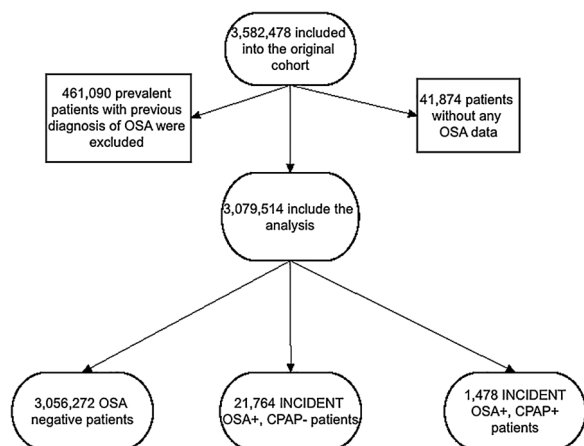 3,582,478 included
into the original
cohort
461,090 prevalent
patients with previous
diagnosis of OSA were
excluded
41,874 patients
without any
OSA data
3,079,514 include the
analysis
3,056,272 OSA
negative patients
21,764 INCIDENT
OSA+, CPAP- patients
1,478 INCIDENT
OSA+, CPAP+
patients